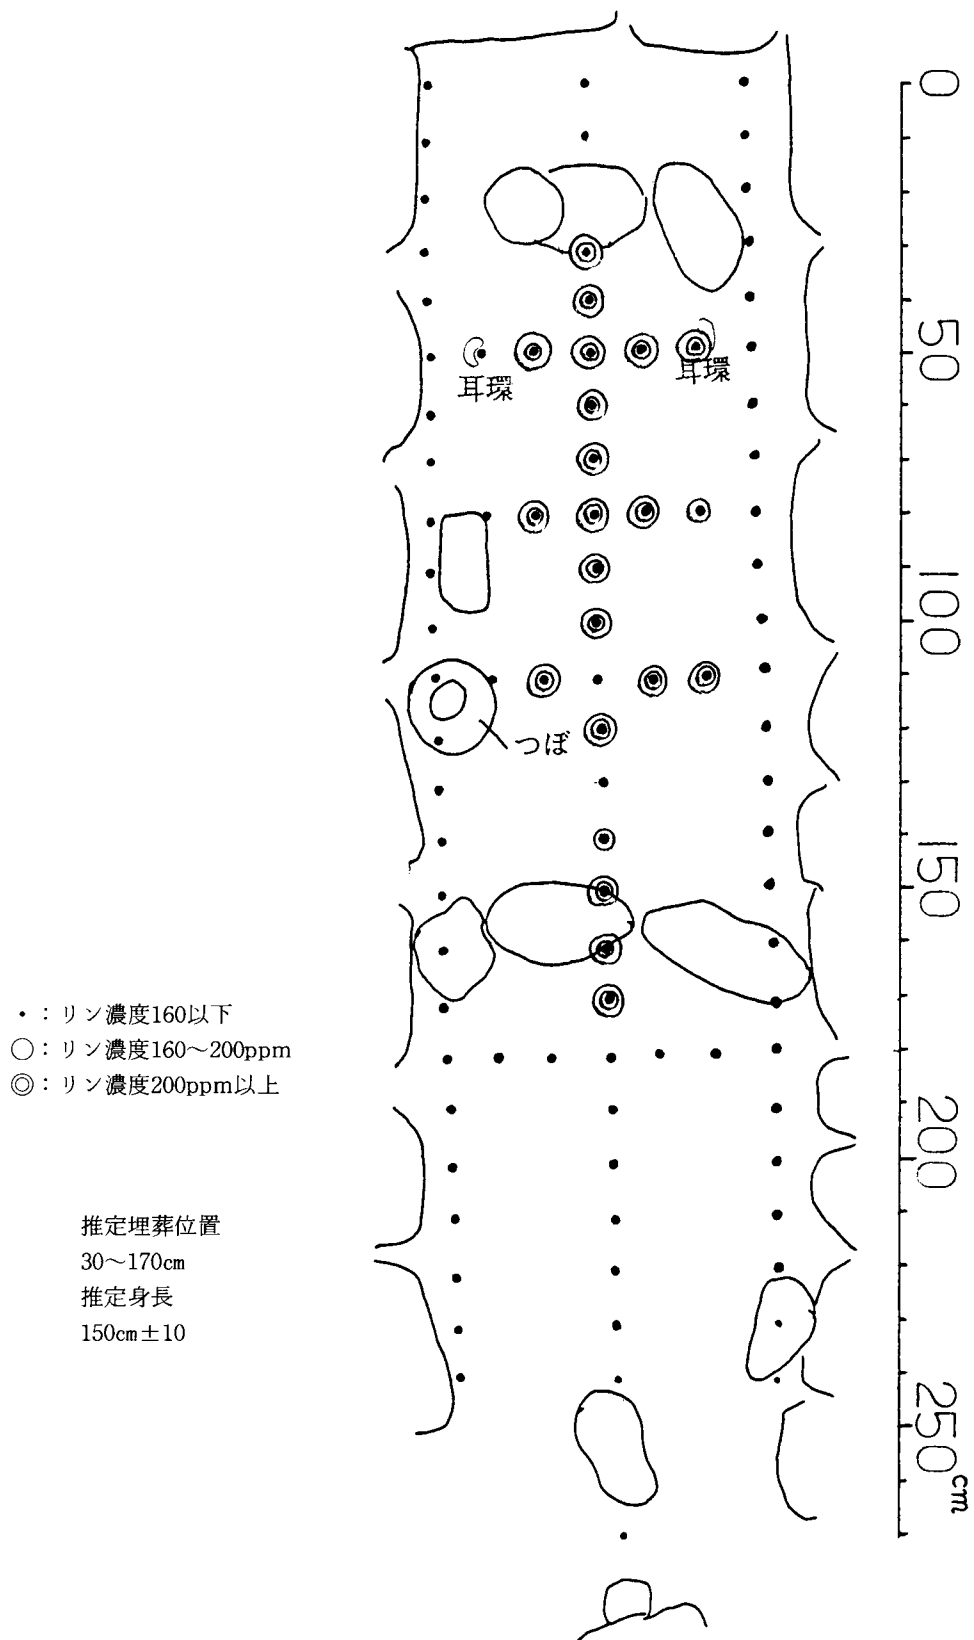 0
50
耳環
耳環
100
つぼ
150
・：リン濃度160以下
○：リン濃度160～200ppm
◎：リン濃度200ppm以上
200
推定埋葬位置
30～170cm
推定身長
150cm±10
250cm